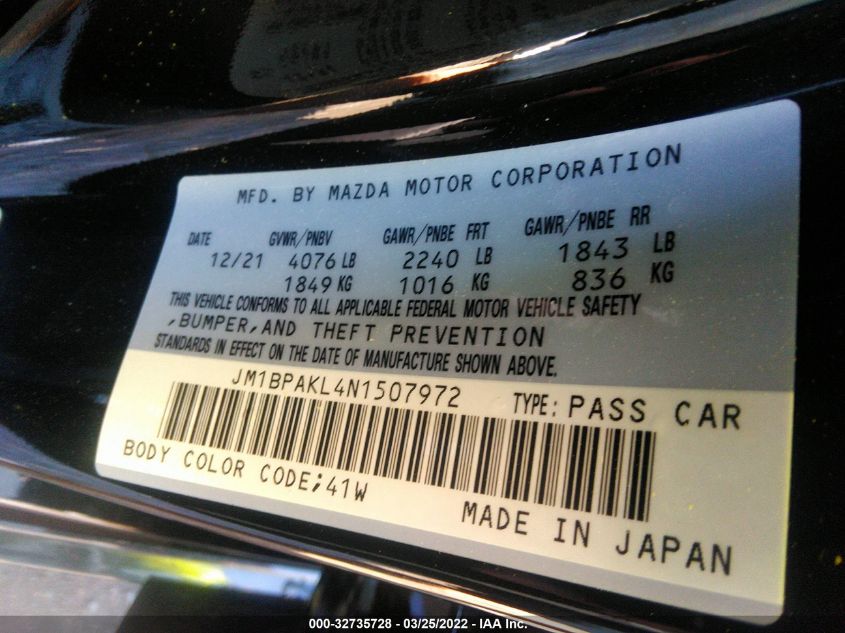 MFD. BY MAZDA MOTOR CORPORATION
DATE GVWR/PNBV GAWR/PNBE FRT GAWR/PNBE RR
12/21 4076 LB 2240 LB 1843 LB
1849 KG 1016 KG 836 KG
THIS VEHICLE CONFORMS TO ALL APPLICABLE FEDERAL MOTOR VEHICLE SAFETY
,BUMPER,AND THEFT PREVENTION
STANDARDS IN EFFECT ON THE DATE OF MANUFACTURE SHOWN ABOVE.
JM1BPAKL4N1507972 TYPE: PASS CAR
BODY COLOR CODE;41W
MADE IN JAPAN
000-32735728 - 03/25/2022 - IAA Inc.